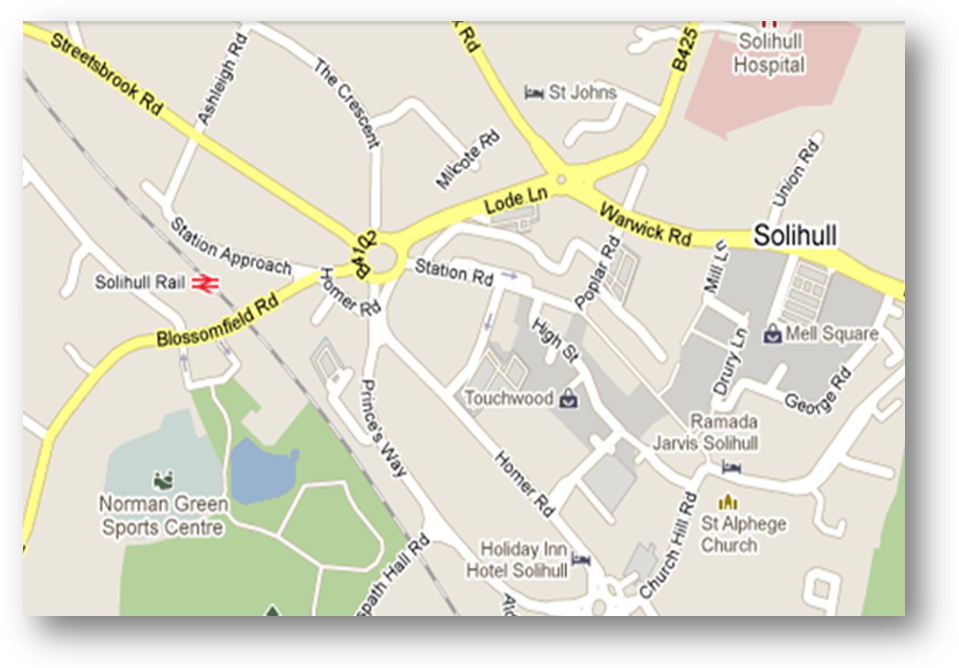 Streetsbrook Rd
Ashleigh Rd
The Crescent
k Rd
B425
Solihull
Hospital
St Johns
Milcote Rd
Union Rd
Lode Ln
Warwick Rd
Solihull
B4102
Station Approach
Solihull Rail
Homer Rd
Station Rd
Poplar Rd
Mill Ln
Blossomfield Rd
High St
Mell Square
Drury Ln
George Rd
Touchwood
Prince's Way
Ramada
Jarvis Solihull
Homer Rd
Norman Green
Sports Centre
St Alphege
Church
Church Hill Rd
Holiday Inn
Hotel Solihull
spath Hall Rd
Ald